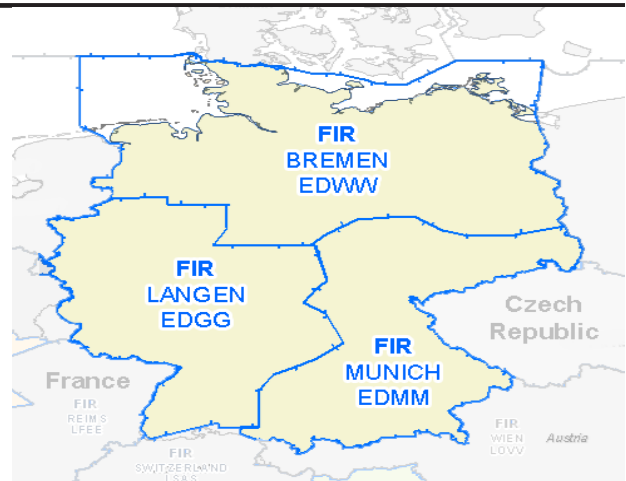 FIR
BREMEN
EDWW
FIR
LANGEN
EDGG
Czech
Republic
FIR
MUNICH
EDMM
France
FIR
REIMS
LFEE
FIR
WIEN
LOVV
Austria
FIR
SWITZERLAND
LSAS